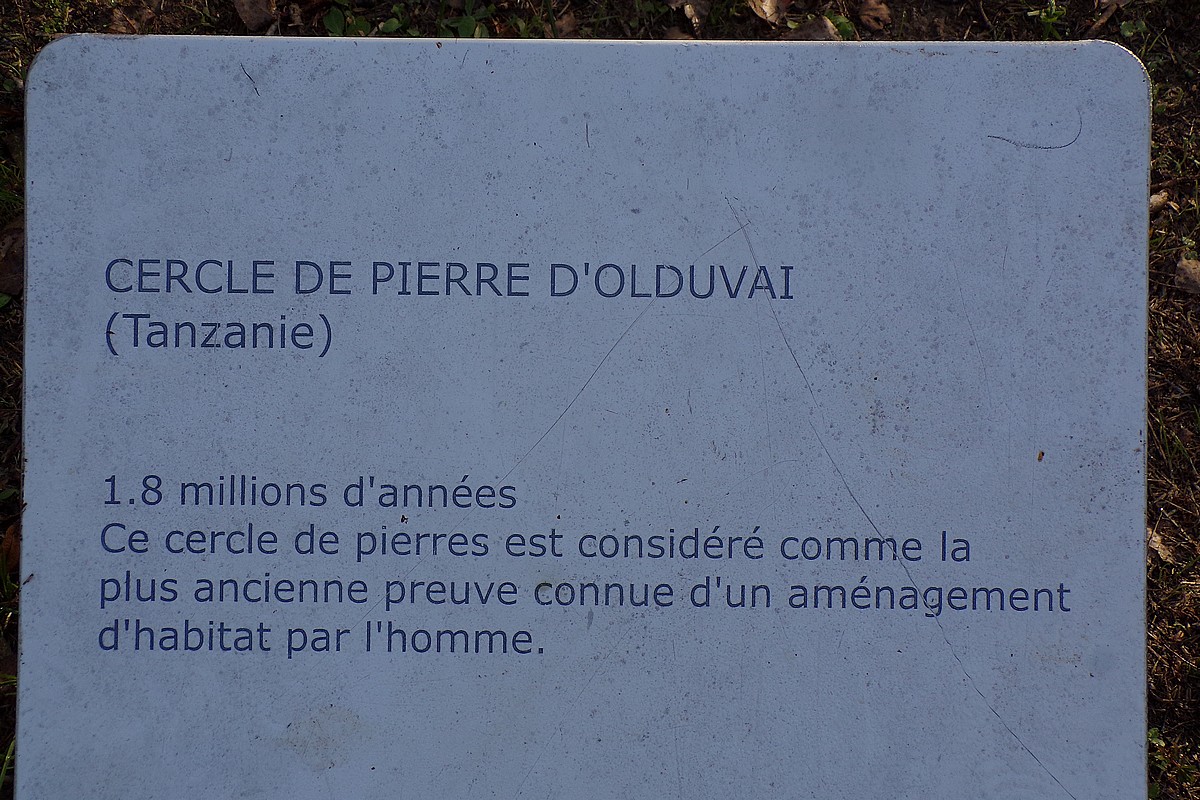 CERCLE DE PIERRE D'OLDUVAI
(Tanzanie)
1.8 millions d'années
Ce cercle de pierres est considéré comme la
plus ancienne preuve connue d'un aménagement
d'habitat par l'homme.